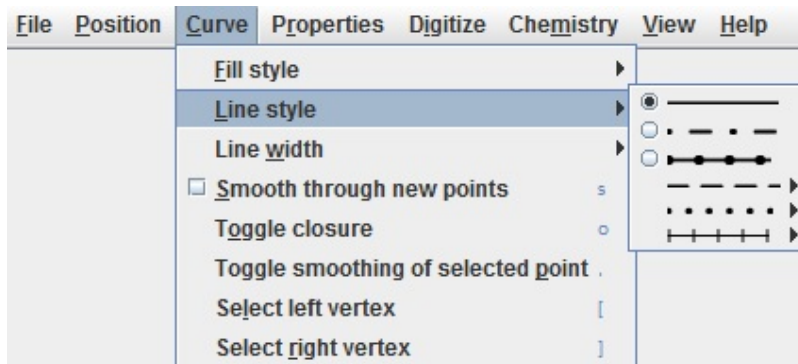 File Position Curve Properties Digitize Chemistry View Help
Fill style
Line style
Line width
Smooth through new points s
Toggle closure o
Toggle smoothing of selected point .
Select left vertex [
Select right vertex ]